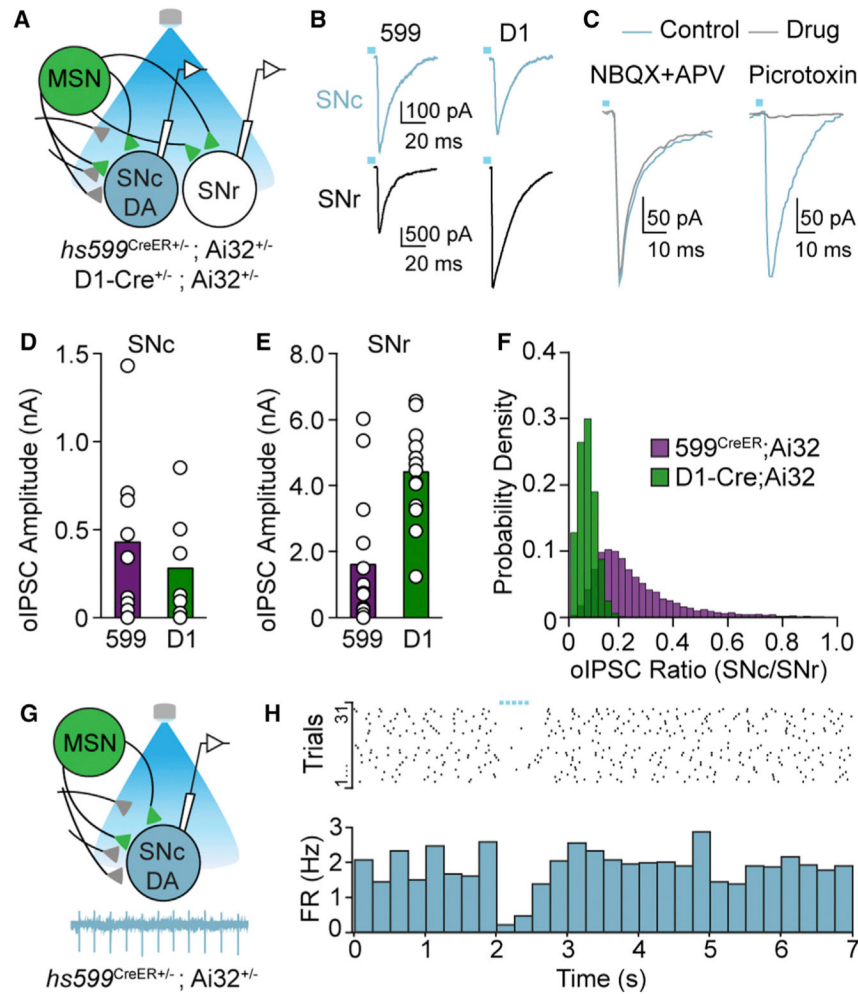 A
MSN
SNc
DA
SNr
hs599CreER+/- ; Ai32+/-
D1-Cre+/- ; Ai32+/-
B
599
D1
SNc
100 pA
20 ms
SNr
500 pA
20 ms
C
Control
Drug
NBQX+APV
Picrotoxin
50 pA
10 ms
50 pA
10 ms
D
SNc
oIPSC Amplitude (nA)
1.5
1.0
0.5
0
599
D1
E
SNr
oIPSC Amplitude (nA)
8.0
6.0
4.0
2.0
0
599
D1
F
Probability Density
0.4
0.3
0.2
0.1
0
599CreER;Ai32
D1-Cre;Ai32
0
0.2
0.4
0.6
0.8
1.0
oIPSC Ratio (SNc/SNr)
G
MSN
SNc
DA
hs599CreER+/- ; Ai32+/-
H
Trials
1... 31
FR (Hz)
3
2
1
0
0
1
2
3
4
5
6
7
Time (s)